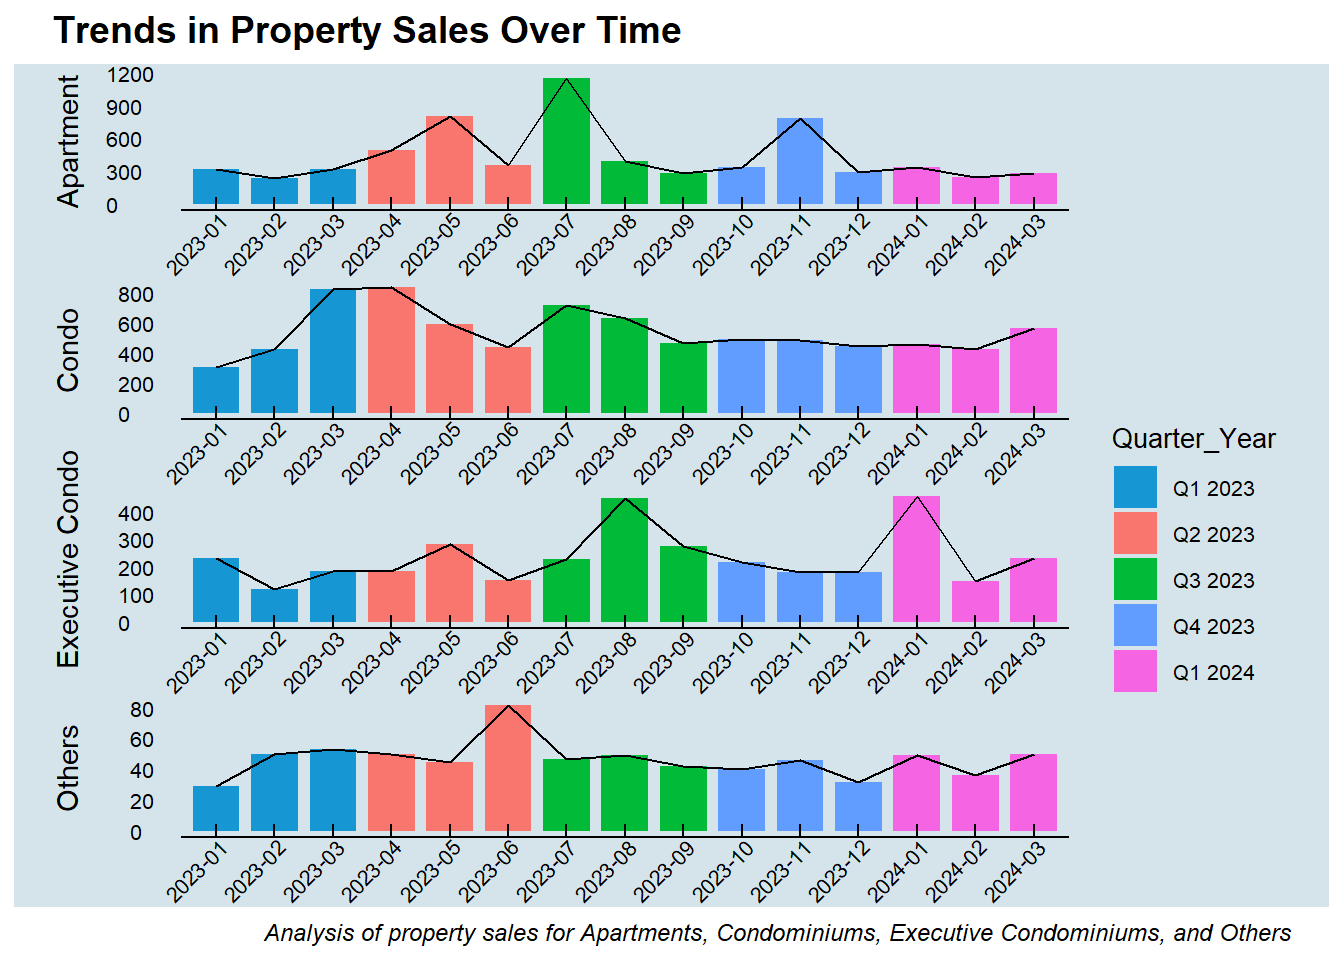 Trends in Property Sales Over Time
Apartment
1200
900
600
300
0
2023-01 2023-02 2023-03 2023-04 2023-05 2023-06 2023-07 2023-08 2023-09 2023-10 2023-11 2023-12 2024-01 2024-02 2024-03
Condo
800
600
400
200
0
2023-01 2023-02 2023-03 2023-04 2023-05 2023-06 2023-07 2023-08 2023-09 2023-10 2023-11 2023-12 2024-01 2024-02 2024-03
Executive Condo
400
300
200
100
0
2023-01 2023-02 2023-03 2023-04 2023-05 2023-06 2023-07 2023-08 2023-09 2023-10 2023-11 2023-12 2024-01 2024-02 2024-03
Others
80
60
40
20
0
2023-01 2023-02 2023-03 2023-04 2023-05 2023-06 2023-07 2023-08 2023-09 2023-10 2023-11 2023-12 2024-01 2024-02 2024-03
Quarter_Year
Q1 2023
Q2 2023
Q3 2023
Q4 2023
Q1 2024
Analysis of property sales for Apartments, Condominiums, Executive Condominiums, and Others